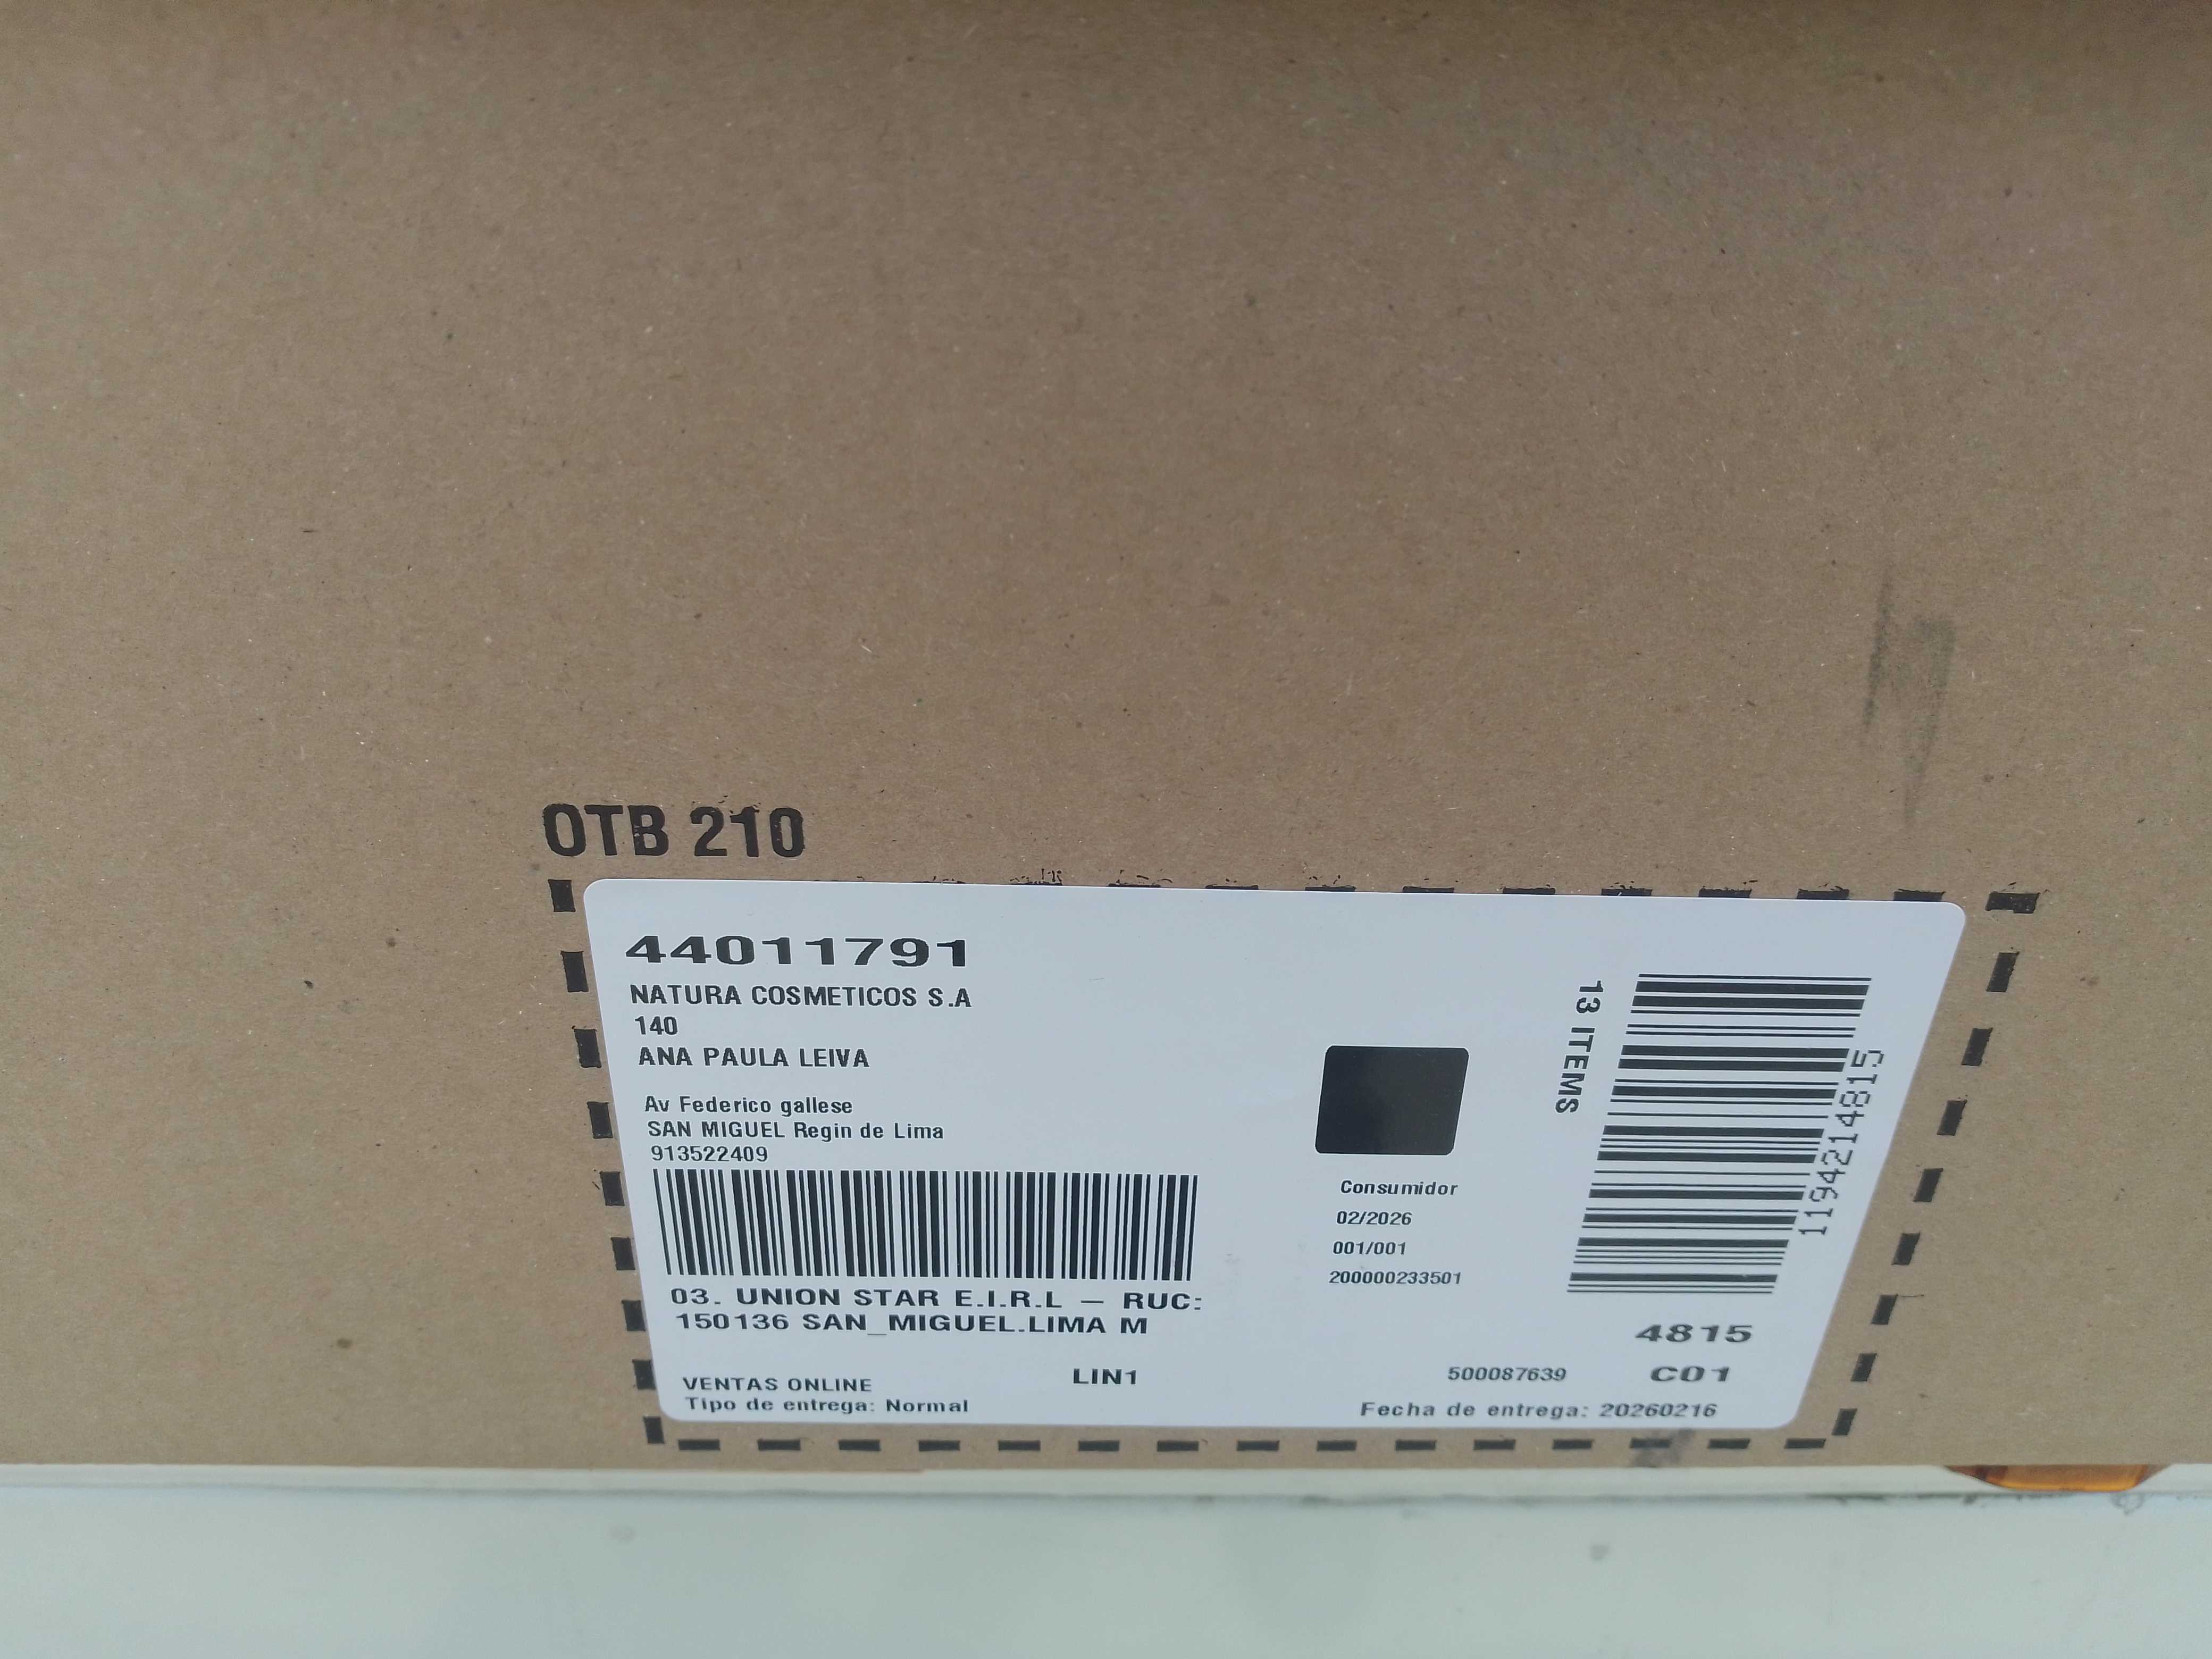 OTB 210
44011791
NATURA COSMETICOS S.A
140
ANA PAULA LEIVA
Av Federico gallese
SAN MIGUEL Regin de Lima
913522409
03. UNION STAR E.I.R.L – RUC:
150136 SAN_MIGUEL.LIMA M
VENTAS ONLINE
Tipo de entrega: Normal
LIN1
Consumidor
02/2026
001/001
200000233501
13 ITEMS
1194214815
4815
500087639
C01
Fecha de entrega: 20260216